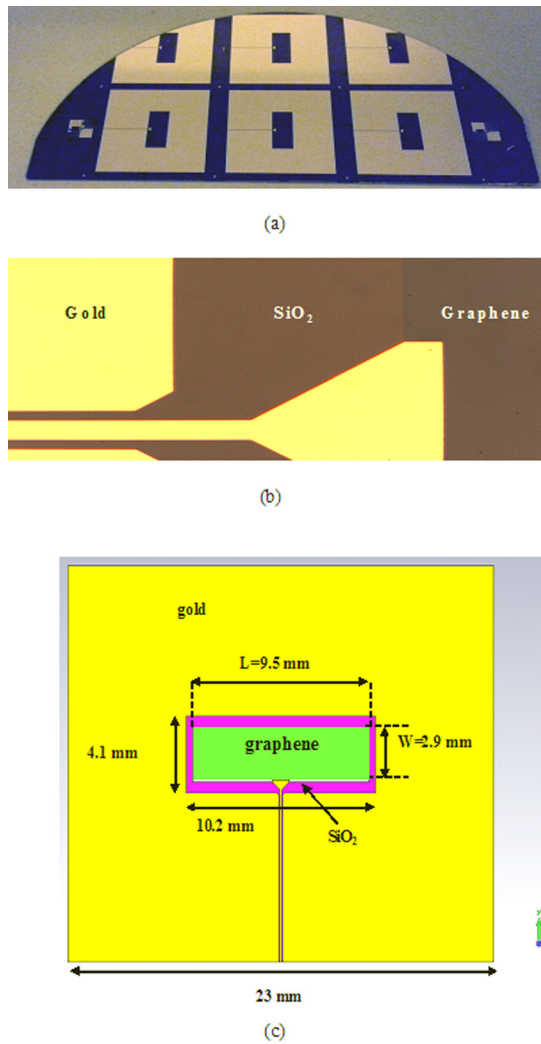 (a)
Gold SiO₂ Graphene
(b)
gold
L=9.5 mm
graphene
W=2.9 mm
4.1 mm
10.2 mm
SiO₂
23 mm
(c)